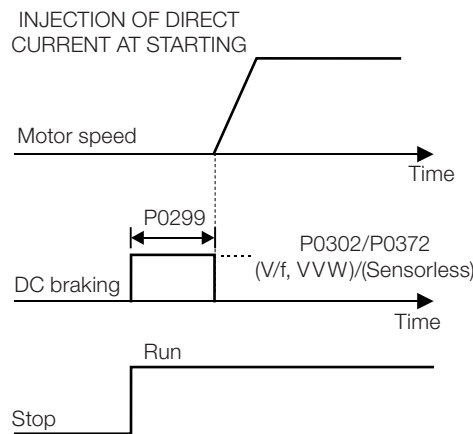 INJECTION OF DIRECT
CURRENT AT STARTING
Motor speed
Time
P0299
P0302/P0372
(V/f, VVW)/(Sensorless)
DC braking
Time
Run
Stop